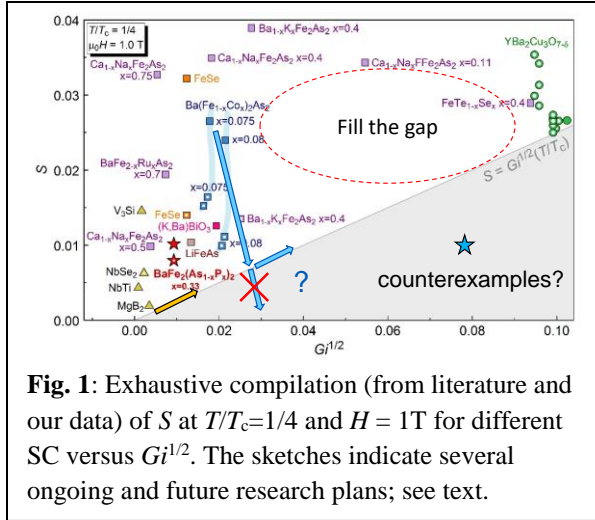 0.04
0.03
0.02
0.01
0.00
S
T/Tc = 1/4
μ0H = 1.0 T
Ba1-xKxFe2As2 x=0.4
Ca1-xNaxFe2As2 x=0.4
Ca1-xNaxFe2As2
x=0.75
FeSe
Ca1-xNaxFFe2As2 x=0.11
YBa2Cu3O7-δ
FeTe1-xSex x=0.4
Ba(Fe1-xCox)2As2
x=0.075
x=0.08
Fill the gap
S = Gi1/2(T/Tc)
BaFe2-xRuxAs2
x=0.7
x=0.075
V3Si
FeSe
(K,Ba)BiO3
Ba1-xKxFe2As2 x=0.4
Ca1-xNaxFe2As2
x=0.5
x=0.08
LiFeAs
NbSe2
BaFe2(As1-xPx)2
x=0.33
NbTi
MgB2
?
counterexamples?
0.00 0.02 0.04 0.06 0.08 0.10
Gi1/2
Fig. 1: Exhaustive compilation (from literature and
our data) of S at T/Tc=1/4 and H = 1T for different
SC versus Gi1/2. The sketches indicate several
ongoing and future research plans; see text.